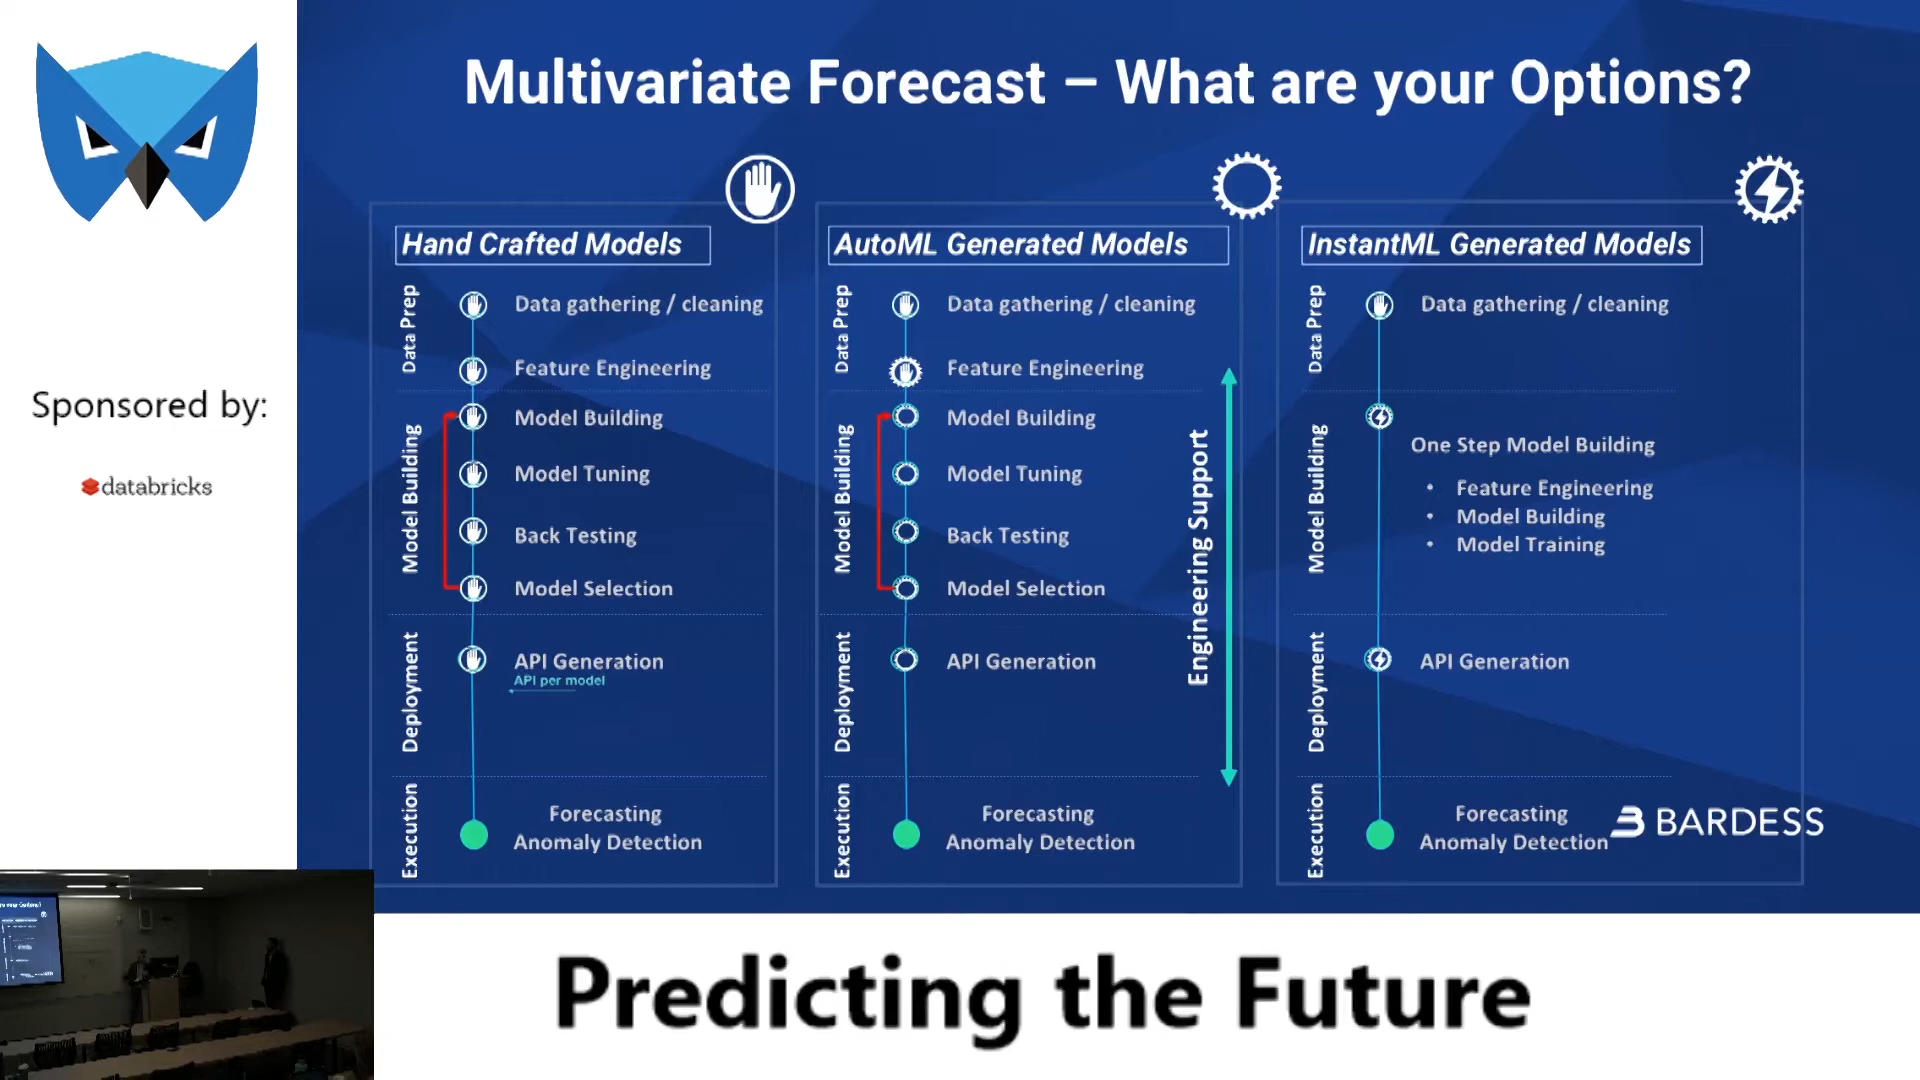 Multivariate Forecast – What are your Options?
Sponsored by:
databricks
Hand Crafted Models
Data Prep
Data gathering / cleaning
Feature Engineering
Model Building
Model Building
Model Tuning
Back Testing
Model Selection
Deployment
API Generation
API per model
Execution
Forecasting
Anomaly Detection
AutoML Generated Models
Data Prep
Data gathering / cleaning
Feature Engineering
Model Building
Model Building
Model Tuning
Back Testing
Model Selection
Engineering Support
Deployment
API Generation
Execution
Forecasting
Anomaly Detection
InstantML Generated Models
Data Prep
Data gathering / cleaning
Model Building
One Step Model Building
• Feature Engineering
• Model Building
• Model Training
Deployment
API Generation
Execution
Forecasting
Anomaly Detection
BARDESS
Predicting the Future